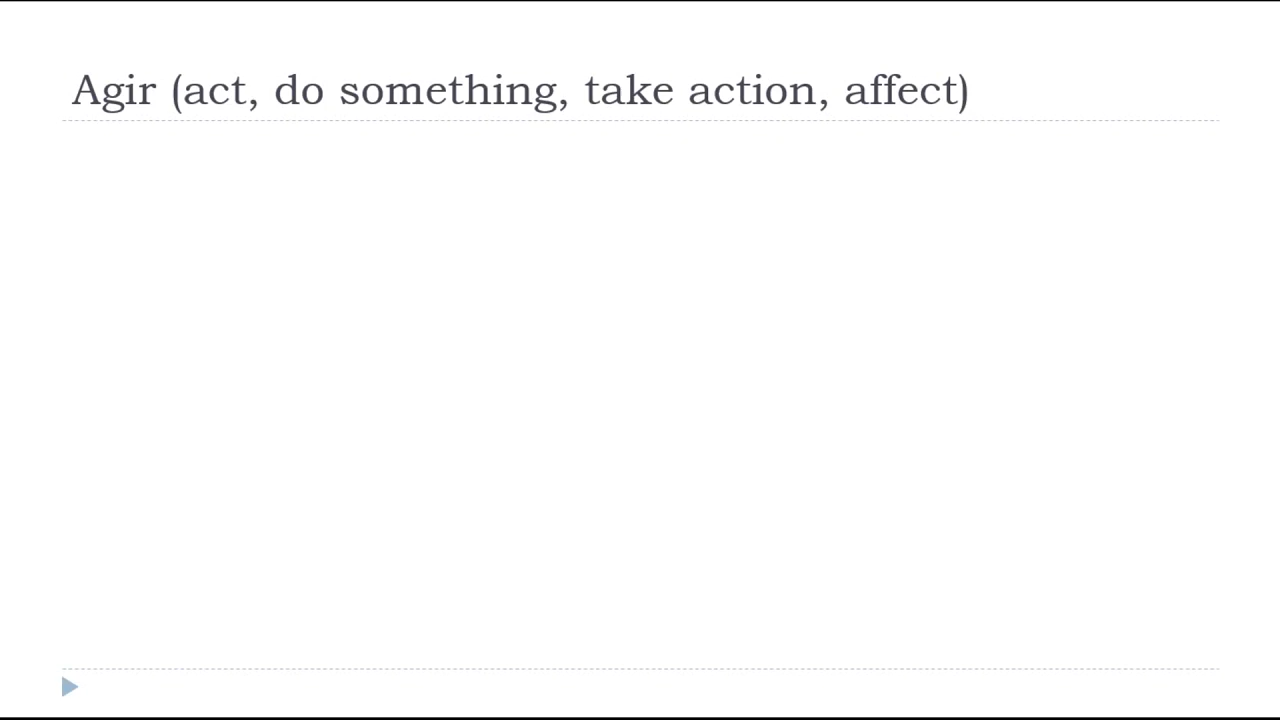 Agir (act, do something, take action, affect)